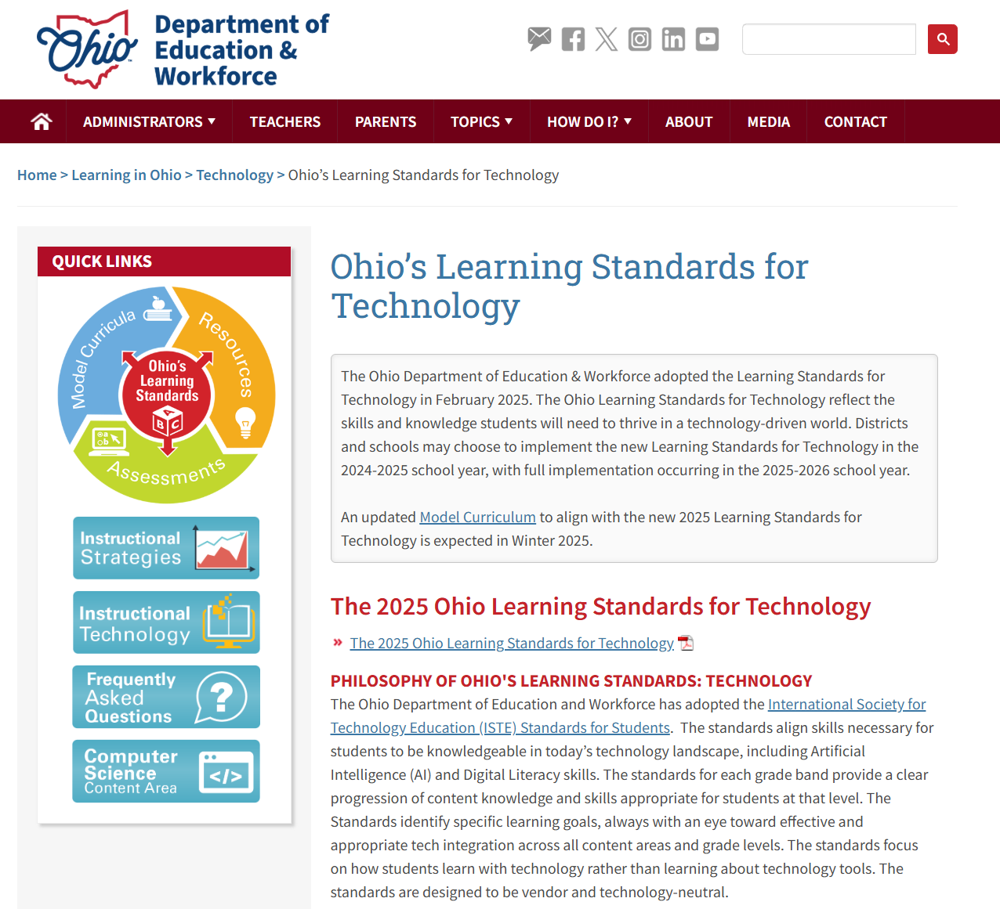 Ohio
Department of
Education &
Workforce
ADMINISTRATORS
TEACHERS
PARENTS
TOPICS
HOW DO I?
ABOUT
MEDIA
CONTACT
Home > Learning in Ohio > Technology > Ohio’s Learning Standards for Technology
QUICK LINKS
Model Curricula
Resources
Ohio's
Learning
Standards
A
B C
a
b
Assessments
Instructional
Strategies
Instructional
Technology
Frequently
Asked
Questions
?
Computer
Science
Content Area
</>
Ohio’s Learning Standards for
Technology
The Ohio Department of Education & Workforce adopted the Learning Standards for
Technology in February 2025. The Ohio Learning Standards for Technology reflect the
skills and knowledge students will need to thrive in a technology-driven world. Districts
and schools may choose to implement the new Learning Standards for Technology in the
2024-2025 school year, with full implementation occurring in the 2025-2026 school year.
An updated Model Curriculum to align with the new 2025 Learning Standards for
Technology is expected in Winter 2025.
The 2025 Ohio Learning Standards for Technology
» The 2025 Ohio Learning Standards for Technology
PHILOSOPHY OF OHIO'S LEARNING STANDARDS: TECHNOLOGY
The Ohio Department of Education and Workforce has adopted the International Society for
Technology Education (ISTE) Standards for Students. The standards align skills necessary for
students to be knowledgeable in today’s technology landscape, including Artificial
Intelligence (AI) and Digital Literacy skills. The standards for each grade band provide a clear
progression of content knowledge and skills appropriate for students at that level. The
Standards identify specific learning goals, always with an eye toward effective and
appropriate tech integration across all content areas and grade levels. The standards focus
on how students learn with technology rather than learning about technology tools. The
standards are designed to be vendor and technology-neutral.